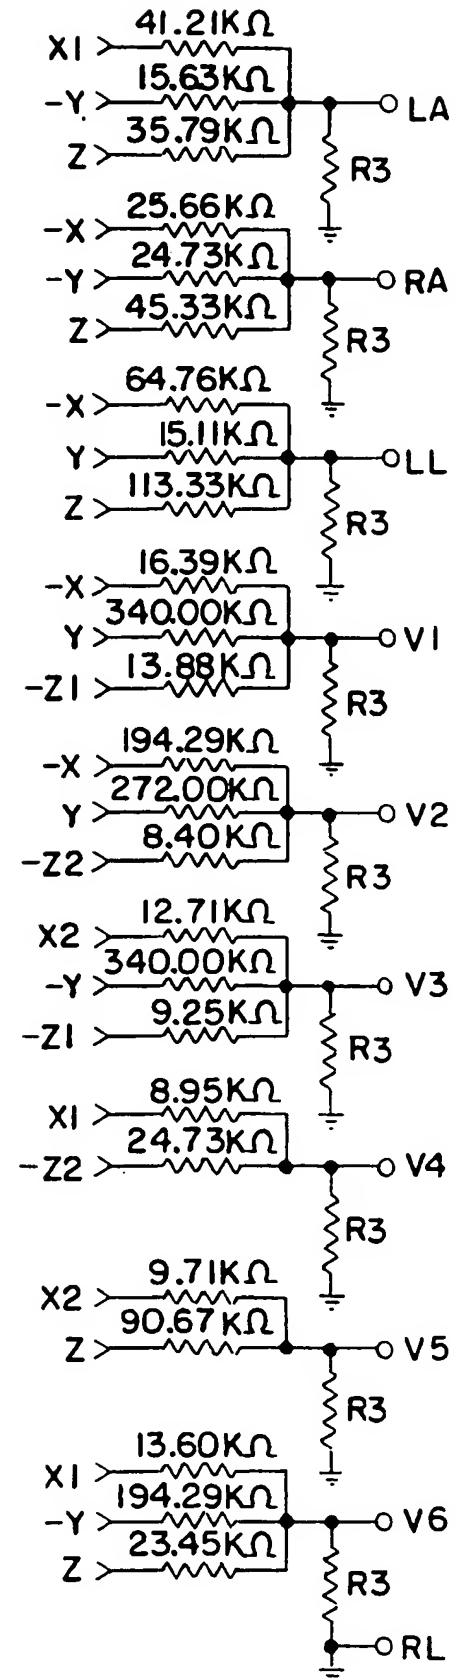 41.21KΩ
X1
15.63KΩ
-Y
LA
35.79KΩ
Z
R3
25.66KΩ
-X
24.73KΩ
-Y
RA
45.33KΩ
Z
R3
64.76KΩ
-X
15.11KΩ
Y
LL
113.33KΩ
Z
R3
16.39KΩ
-X
340.00KΩ
Y
V1
13.88KΩ
-Z1
R3
194.29KΩ
-X
272.00KΩ
Y
V2
8.40KΩ
-Z2
R3
12.71KΩ
X2
340.00KΩ
-Y
V3
9.25KΩ
-Z1
R3
8.95KΩ
X1
24.73KΩ
-Z2
V4
R3
9.71KΩ
X2
90.67KΩ
Z
V5
R3
13.60KΩ
X1
194.29KΩ
-Y
V6
23.45KΩ
Z
R3
RL